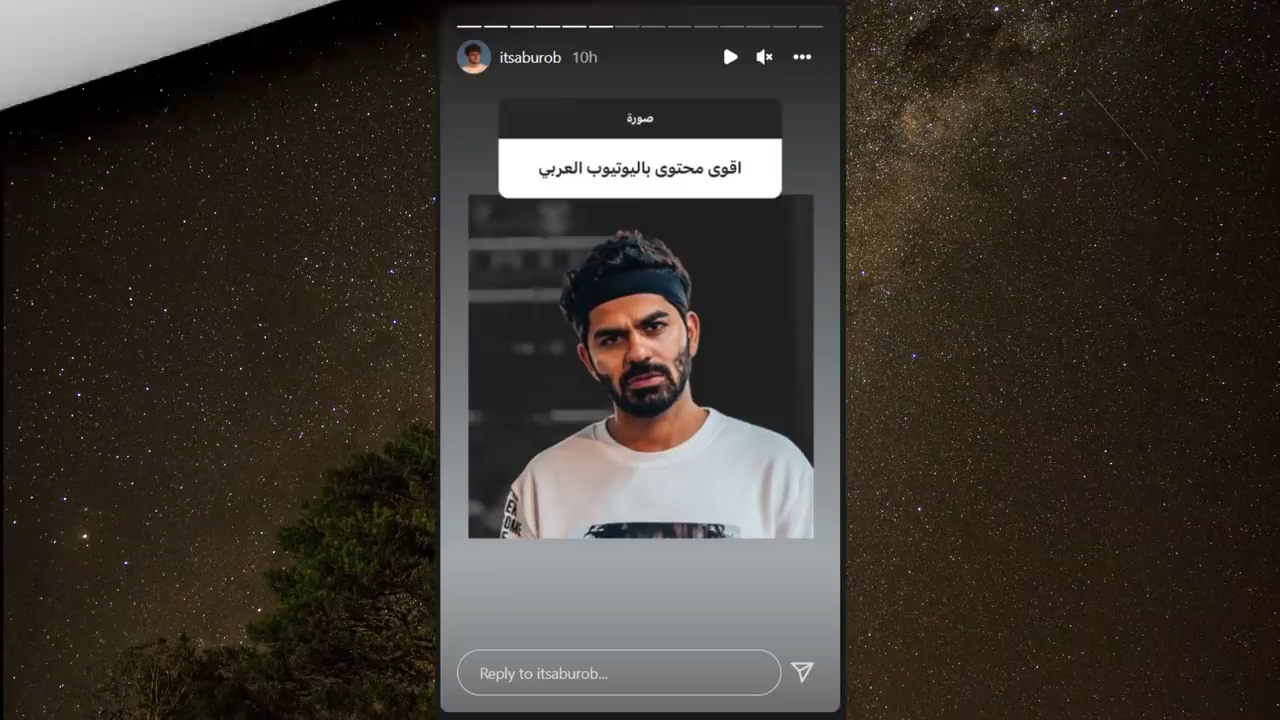 itsaburob 10h
صورة
اقوى محتوى باليوتيوب العربي
Reply to itsaburob...